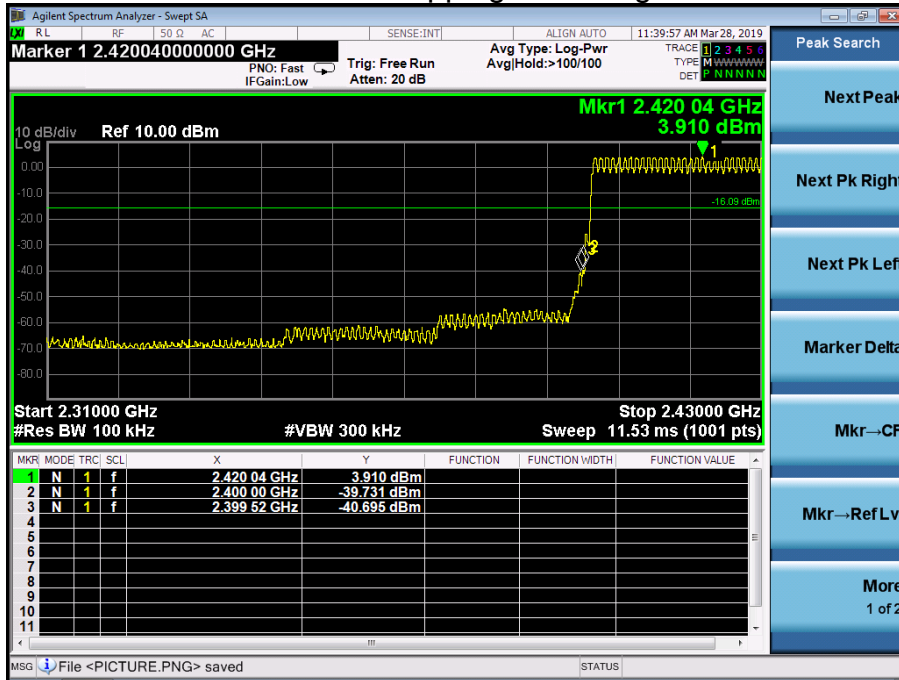 Agilent Spectrum Analyzer - Swept SA
LXI RL RF 50 Ω AC SENSE:INT ALIGN AUTO 11:39:57 AM Mar 28, 2019
Marker 1 2.420040000000 GHz
PNO: Fast
IFGain:Low
Trig: Free Run
Atten: 20 dB
Avg Type: Log-Pwr
Avg|Hold:>100/100
TRACE 1 2 3 4 5 6
TYPE M WWWWW
DET P N N N N N
Mkr1 2.420 04 GHz
3.910 dBm
10 dB/div Ref 10.00 dBm
Log
0.00
-10.0
-20.0
-30.0
-40.0
-50.0
-60.0
-70.0
-80.0
1
-16.09 dBm
2
Start 2.31000 GHz Stop 2.43000 GHz
#Res BW 100 kHz #VBW 300 kHz Sweep 11.53 ms (1001 pts)
MKR MODE TRC SCL X Y FUNCTION FUNCTION WIDTH FUNCTION VALUE
1 N 1 f 2.420 04 GHz 3.910 dBm
2 N 1 f 2.400 00 GHz -39.731 dBm
3 N 1 f 2.399 52 GHz -40.695 dBm
4
5
6
7
8
9
10
11
MSG File <PICTURE.PNG> saved STATUS
Peak Search
Next Peak
Next Pk Right
Next Pk Left
Marker Delta
Mkr→CF
Mkr→Ref Lv
More
1 of 2